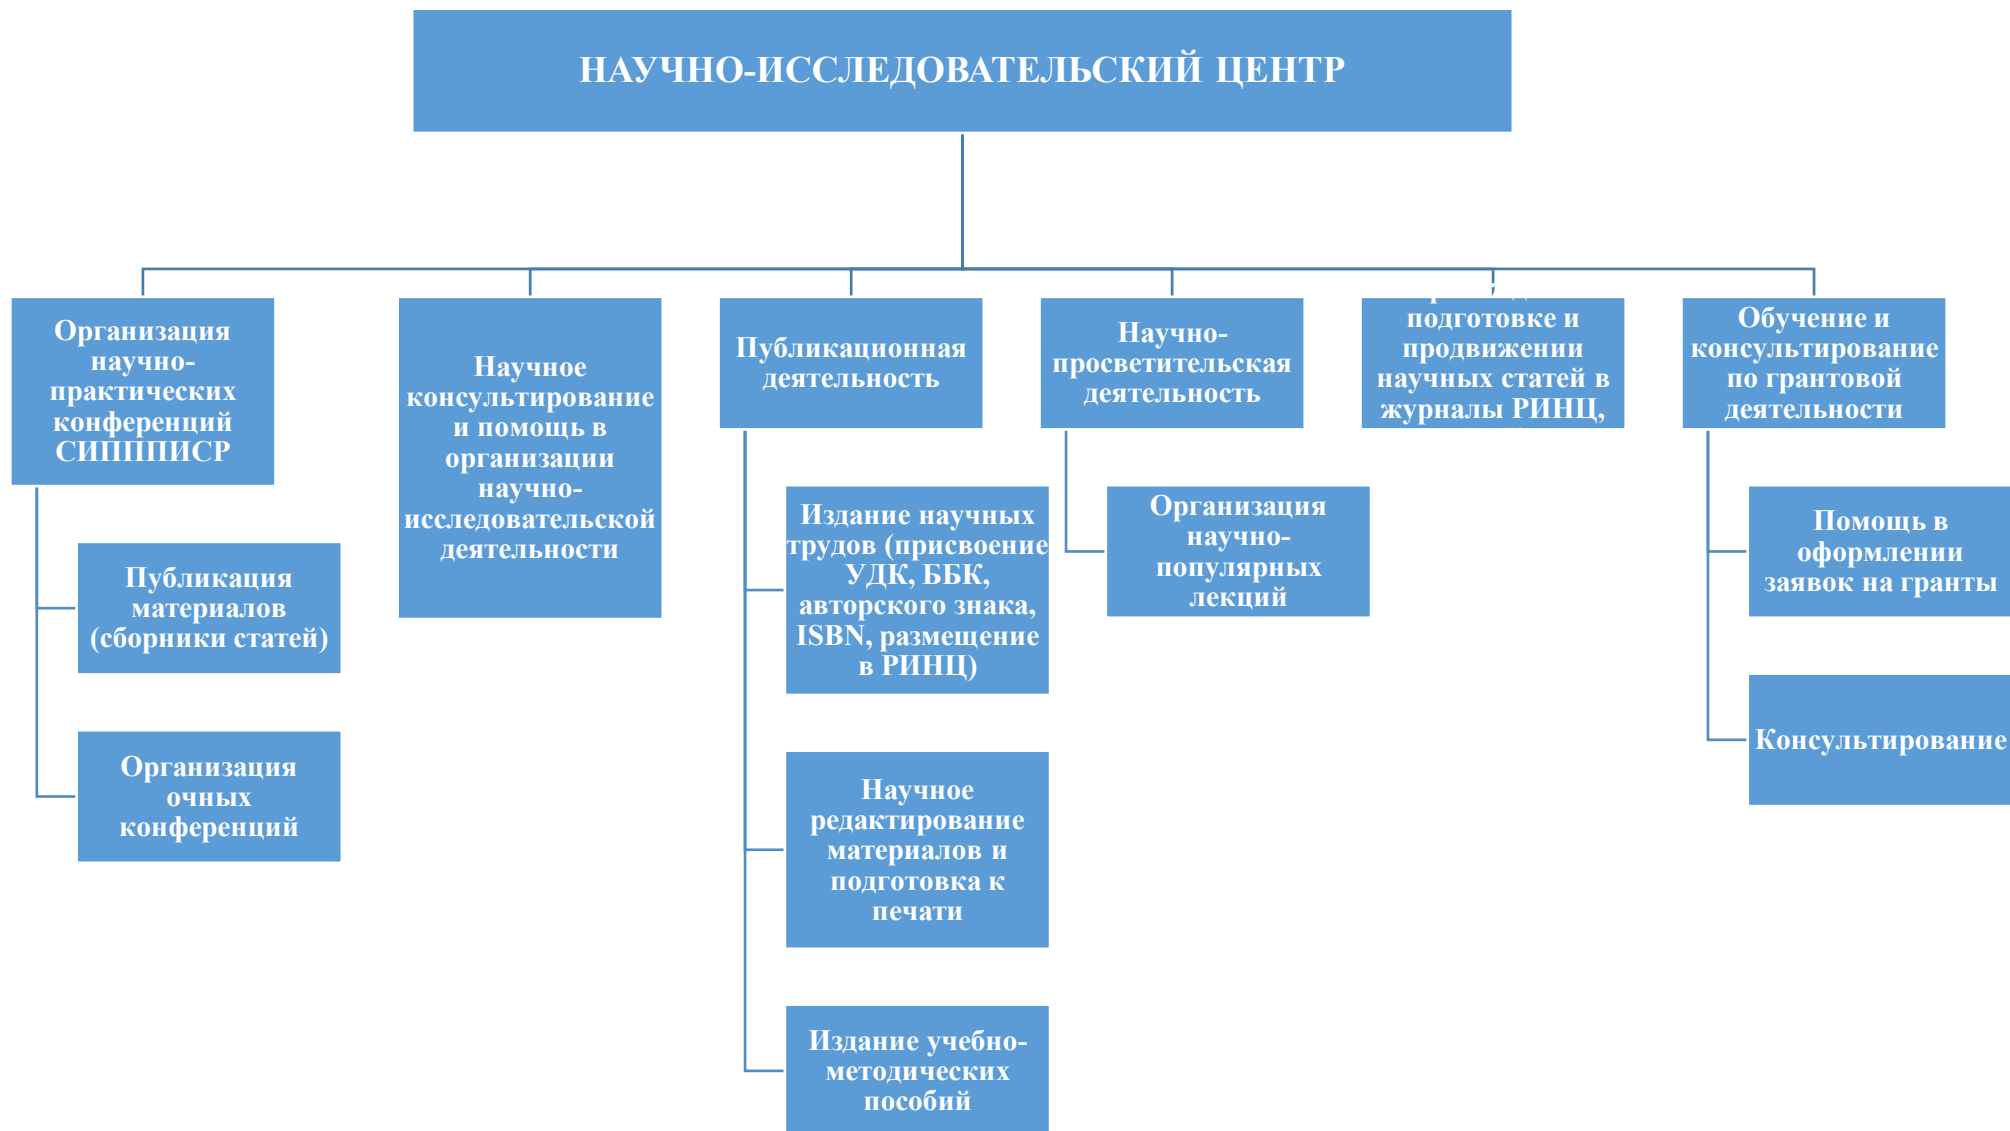 НАУЧНО-ИССЛЕДОВАТЕЛЬСКИЙ ЦЕНТР
Организация
научно-
практических
конференций
СИПППИСР
Публикация
материалов
(сборники статей)
Организация
очных
конференций
Научное
консультирование
и помощь в
организации
научно-
исследовательской
деятельности
Публикационная
деятельность
Издание научных
трудов (присвоение
УДК, ББК,
авторского знака,
ISBN, размещение
в РИНЦ)
Научное
редактирование
материалов и
подготовка к
печати
Издание учебно-
методических
пособий
Научно-
просветительская
деятельность
Организация
научно-
популярных
лекций
подготовке и
продвижении
научных статей в
журналы РИНЦ,
Обучение и
консультирование
по грантовой
деятельности
Помощь в
оформлении
заявок на гранты
Консультирование